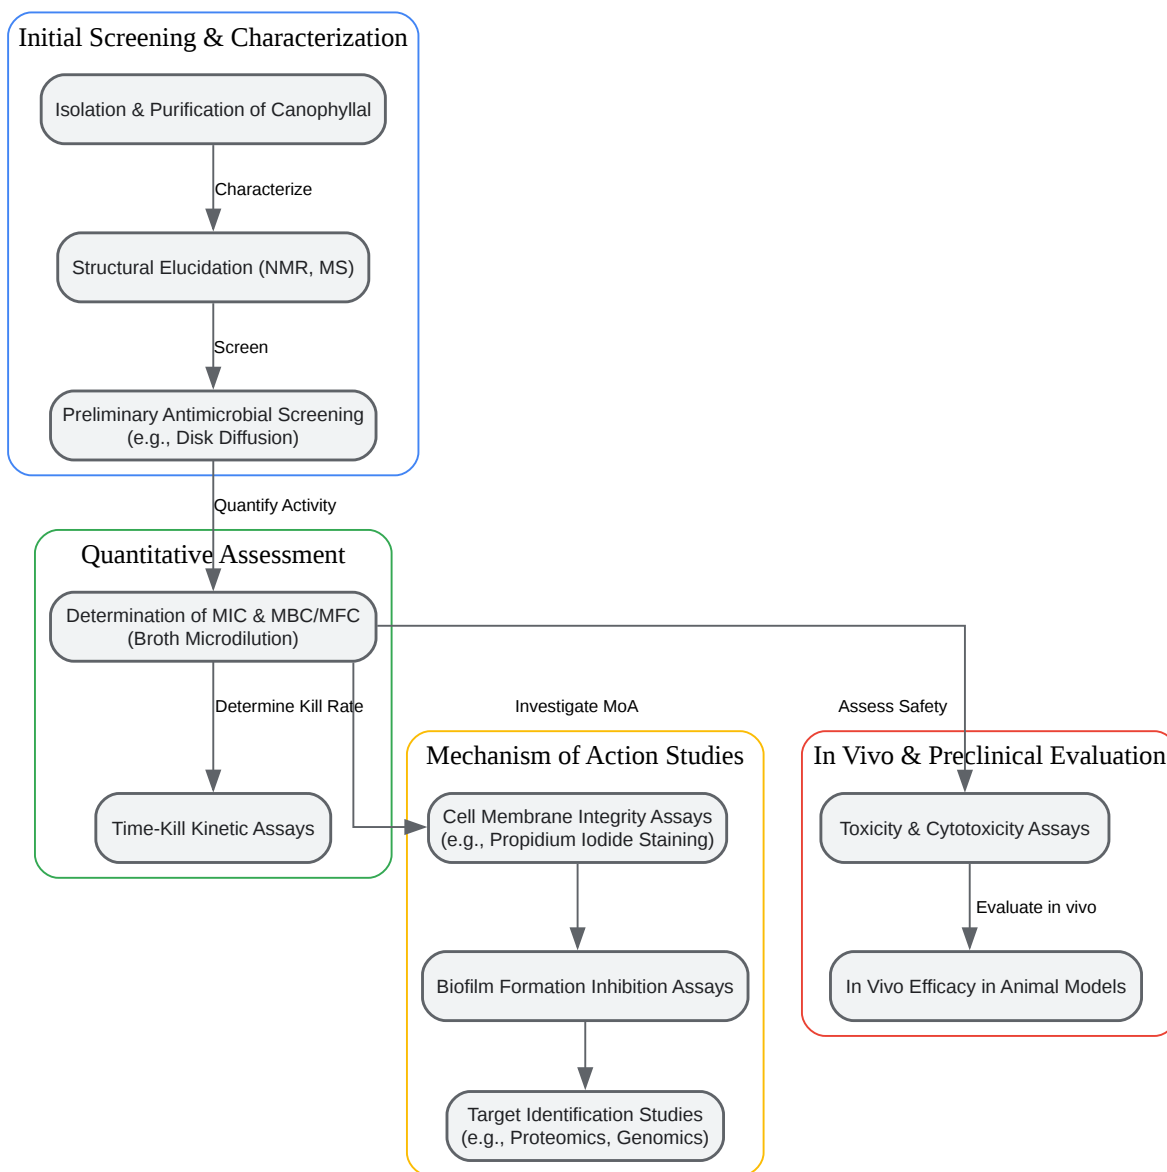 Initial Screening & Characterization
Isolation & Purification of Canophyllal
Characterize
Structural Elucidation (NMR, MS)
Screen
Preliminary Antimicrobial Screening
(e.g., Disk Diffusion)
Quantify Activity
Quantitative Assessment
Determination of MIC & MBC/MFC
(Broth Microdilution)
Determine Kill Rate
Time-Kill Kinetic Assays
Investigate MoA
Mechanism of Action Studies
Cell Membrane Integrity Assays
(e.g., Propidium Iodide Staining)
Biofilm Formation Inhibition Assays
Target Identification Studies
(e.g., Proteomics, Genomics)
Assess Safety
In Vivo & Preclinical Evaluation
Toxicity & Cytotoxicity Assays
Evaluate in vivo
In Vivo Efficacy in Animal Models